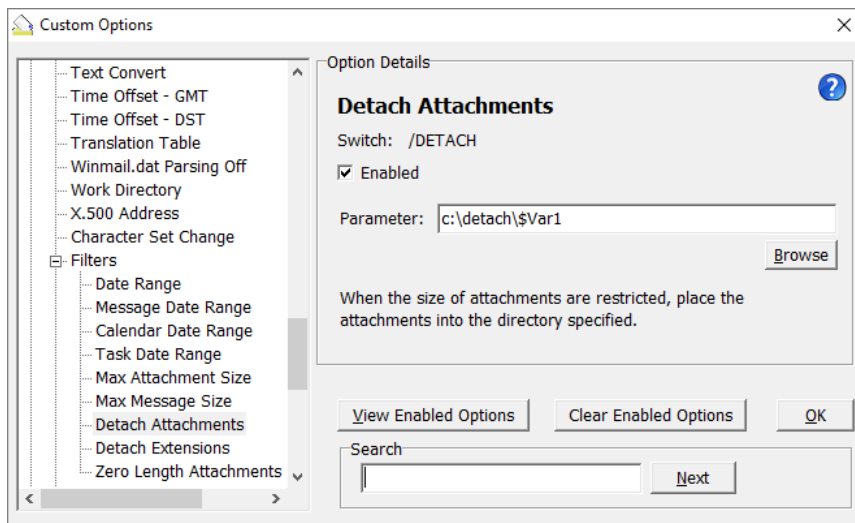 Custom Options
Text Convert
Time Offset - GMT
Time Offset - DST
Translation Table
Winmail.dat Parsing Off
Work Directory
X.500 Address
Character Set Change
Filters
Date Range
Message Date Range
Calendar Date Range
Task Date Range
Max Attachment Size
Max Message Size
Detach Attachments
Detach Extensions
Zero Length Attachments
Option Details
?
Detach Attachments
Switch: /DETACH
Enabled
Parameter: c:\detach\$Var1
Browse
When the size of attachments are restricted, place the
attachments into the directory specified.
View Enabled Options
Clear Enabled Options
OK
Search
Next